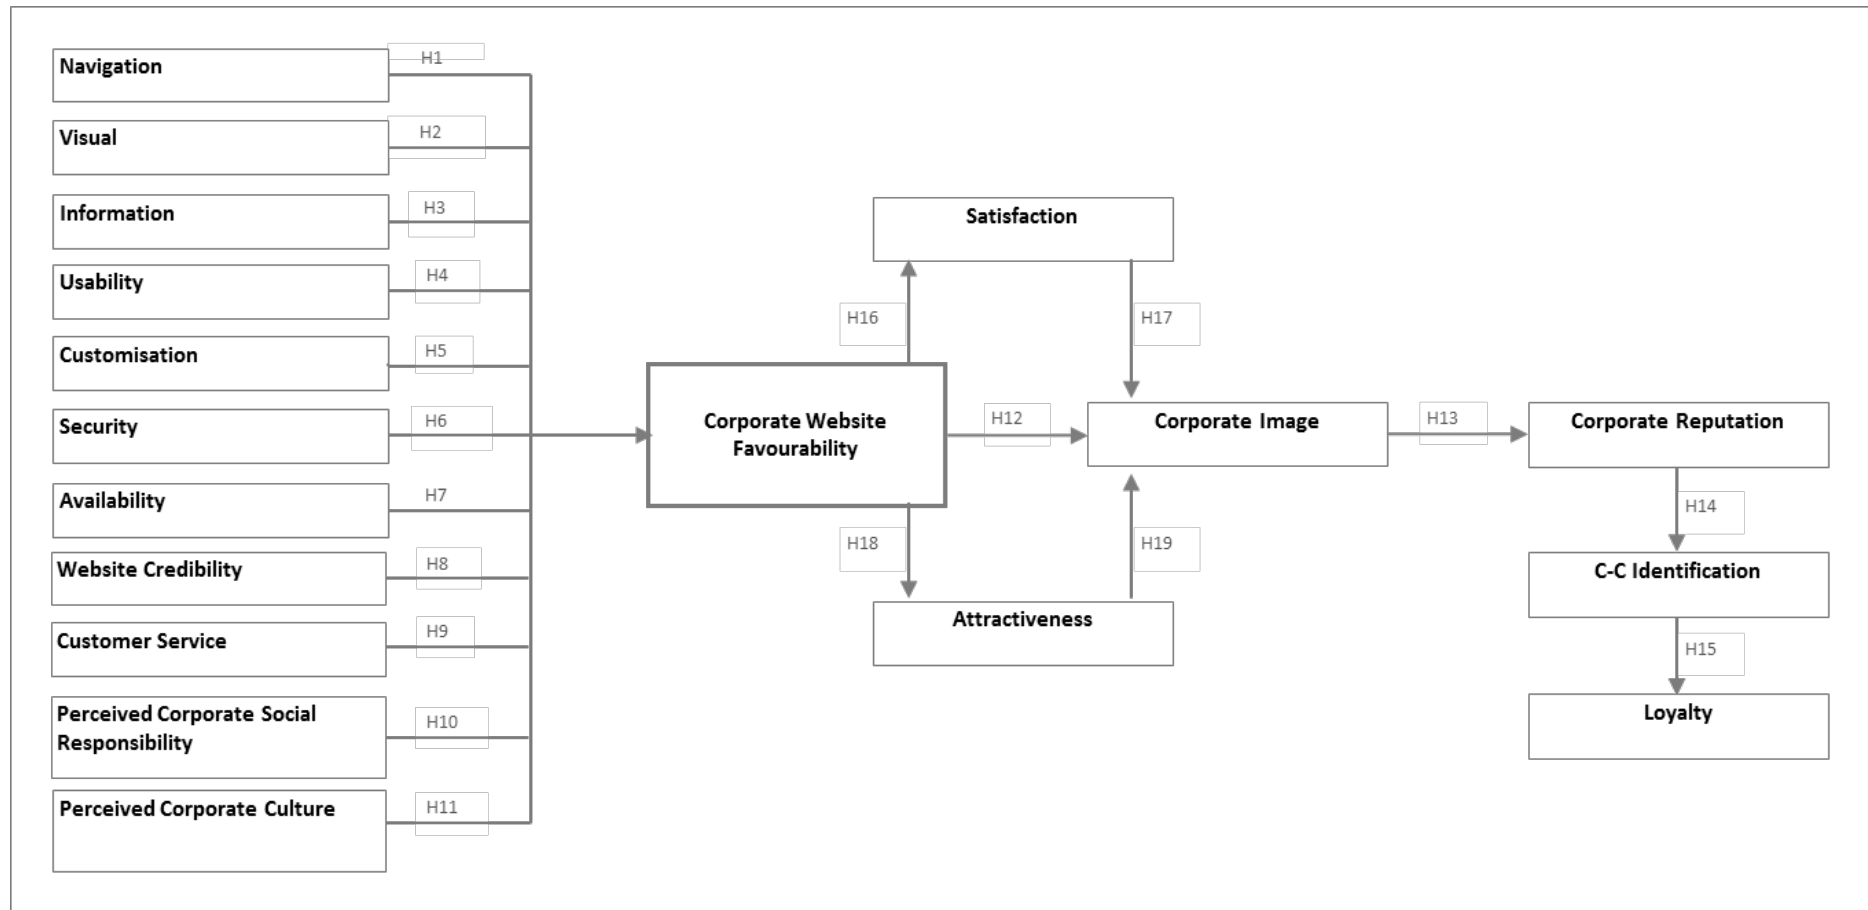 Navigation
H1
Visual
H2
Information
H3
Usability
H4
Customisation
H5
Security
H6
Availability
H7
Website Credibility
H8
Customer Service
H9
Perceived Corporate Social
Responsibility
H10
Perceived Corporate Culture
H11
Corporate Website
Favourability
H16
Satisfaction
H17
H12
Corporate Image
H18
Attractiveness
H19
H13
Corporate Reputation
H14
C-C Identification
H15
Loyalty